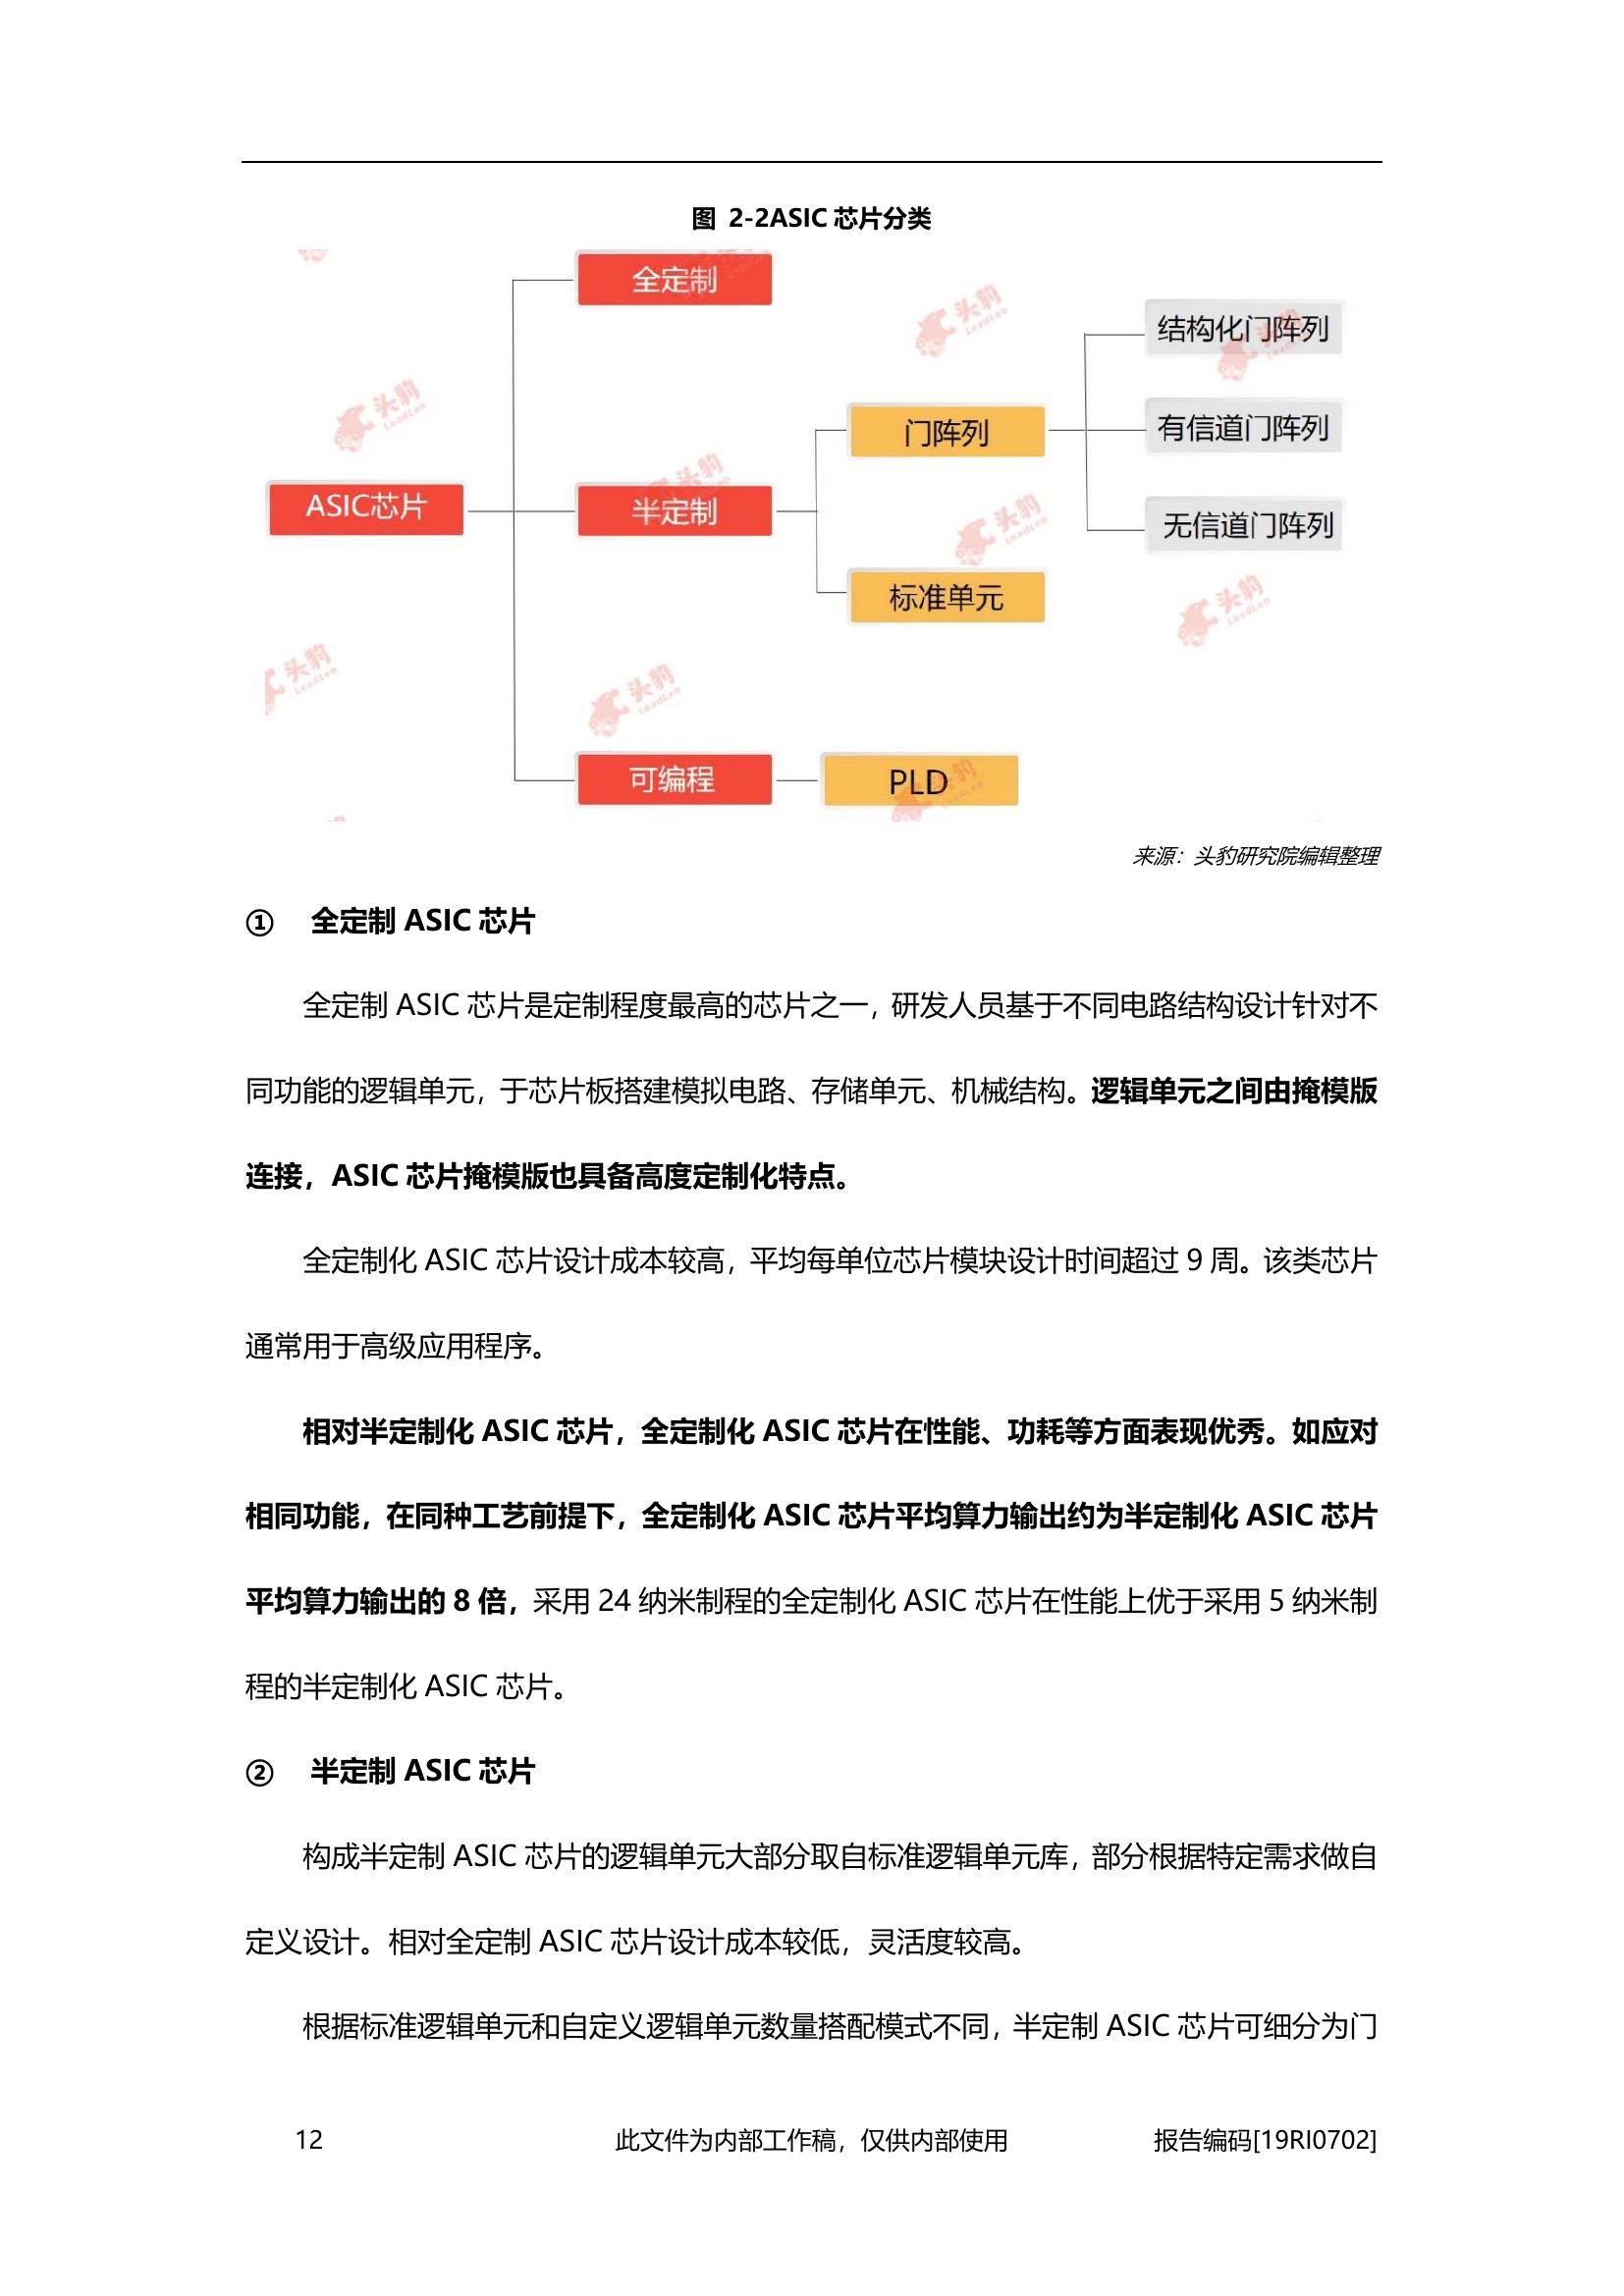 图 2-2ASIC 芯片分类
全定制
结构化门阵列
门阵列
有信道门阵列
ASIC芯片
半定制
无信道门阵列
标准单元
可编程
PLD
头豹
LeadLeo
头豹
LeadLeo
头豹
LeadLeo
头豹
LeadLeo
头豹
LeadLeo
头豹
LeadLeo
来源：头豹研究院编辑整理
① 全定制 ASIC 芯片
全定制 ASIC 芯片是定制程度最高的芯片之一，研发人员基于不同电路结构设计针对不
同功能的逻辑单元，于芯片板搭建模拟电路、存储单元、机械结构。逻辑单元之间由掩模版
连接，ASIC 芯片掩模版也具备高度定制化特点。
全定制化 ASIC 芯片设计成本较高，平均每单位芯片模块设计时间超过 9 周。该类芯片
通常用于高级应用程序。
相对半定制化 ASIC 芯片，全定制化 ASIC 芯片在性能、功耗等方面表现优秀。如应对
相同功能，在同种工艺前提下，全定制化 ASIC 芯片平均算力输出约为半定制化 ASIC 芯片
平均算力输出的 8 倍，采用 24 纳米制程的全定制化 ASIC 芯片在性能上优于采用 5 纳米制
程的半定制化 ASIC 芯片。
② 半定制 ASIC 芯片
构成半定制 ASIC 芯片的逻辑单元大部分取自标准逻辑单元库，部分根据特定需求做自
定义设计。相对全定制 ASIC 芯片设计成本较低，灵活度较高。
根据标准逻辑单元和自定义逻辑单元数量搭配模式不同，半定制 ASIC 芯片可细分为门
12 此文件为内部工作稿，仅供内部使用 报告编码[19RI0702]